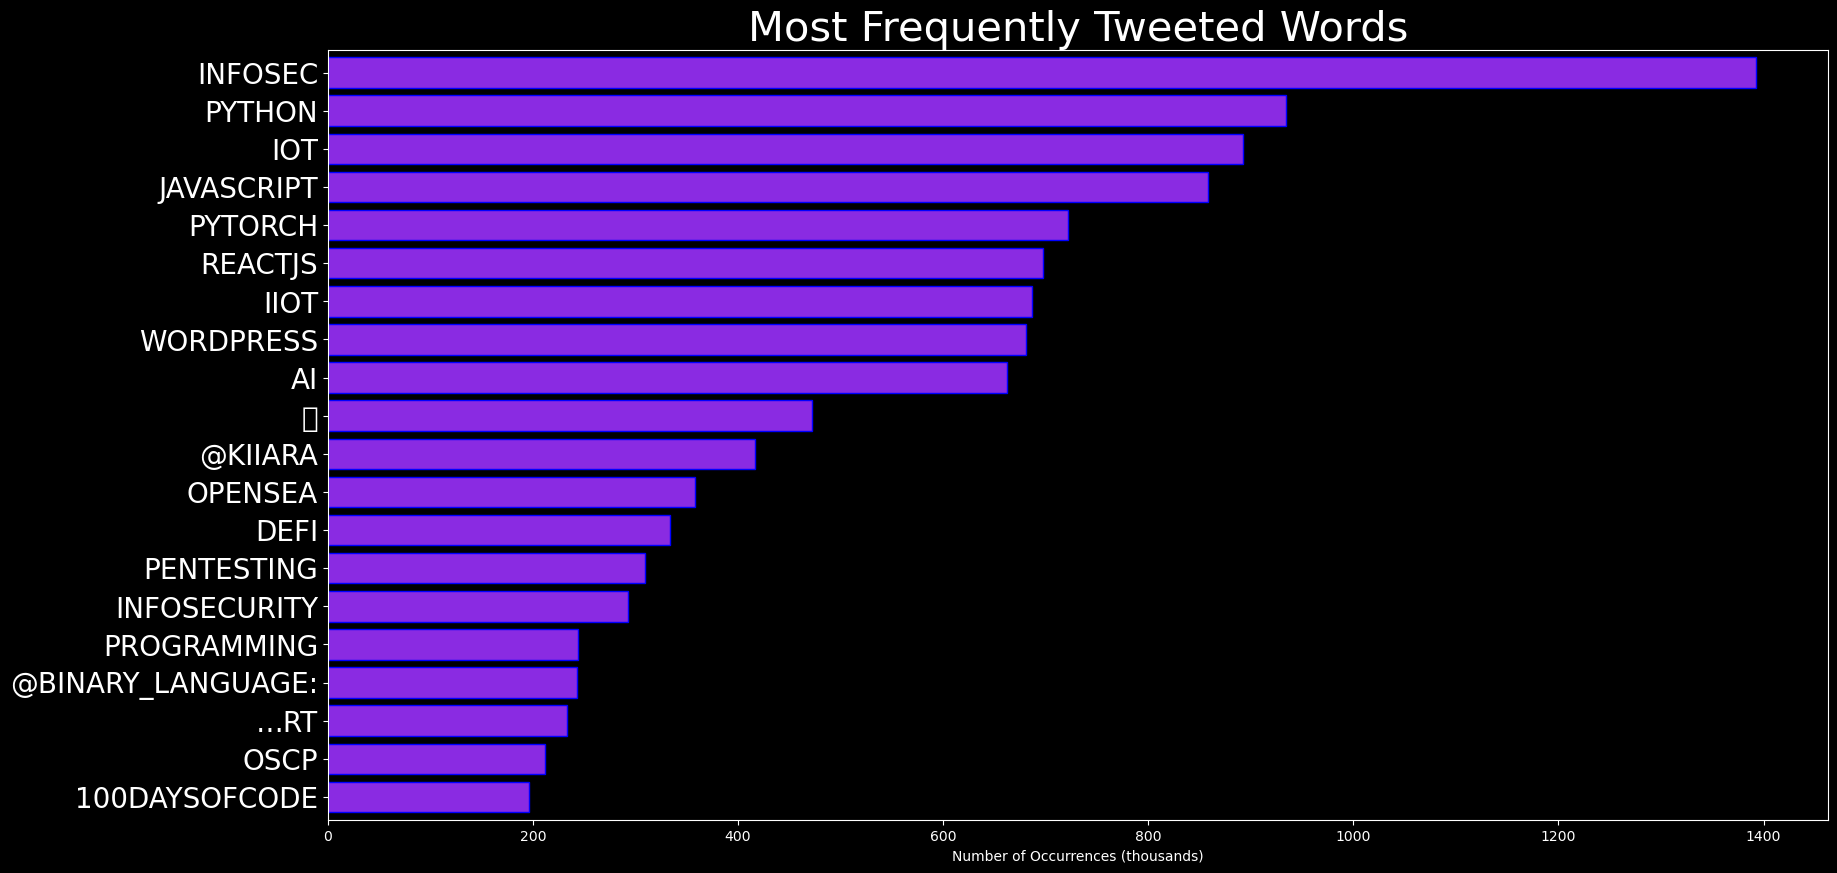 Most Frequently Tweeted Words
INFOSEC
PYTHON
IOT
JAVASCRIPT
PYTORCH
REACTJS
IIOT
WORDPRESS
AI
@KIIARA
OPENSEA
DEFI
PENTESTING
INFOSECURITY
PROGRAMMING
@BINARY_LANGUAGE:
…RT
OSCP
100DAYSOFCODE
0 200 400 600 800 1000 1200 1400
Number of Occurrences (thousands)